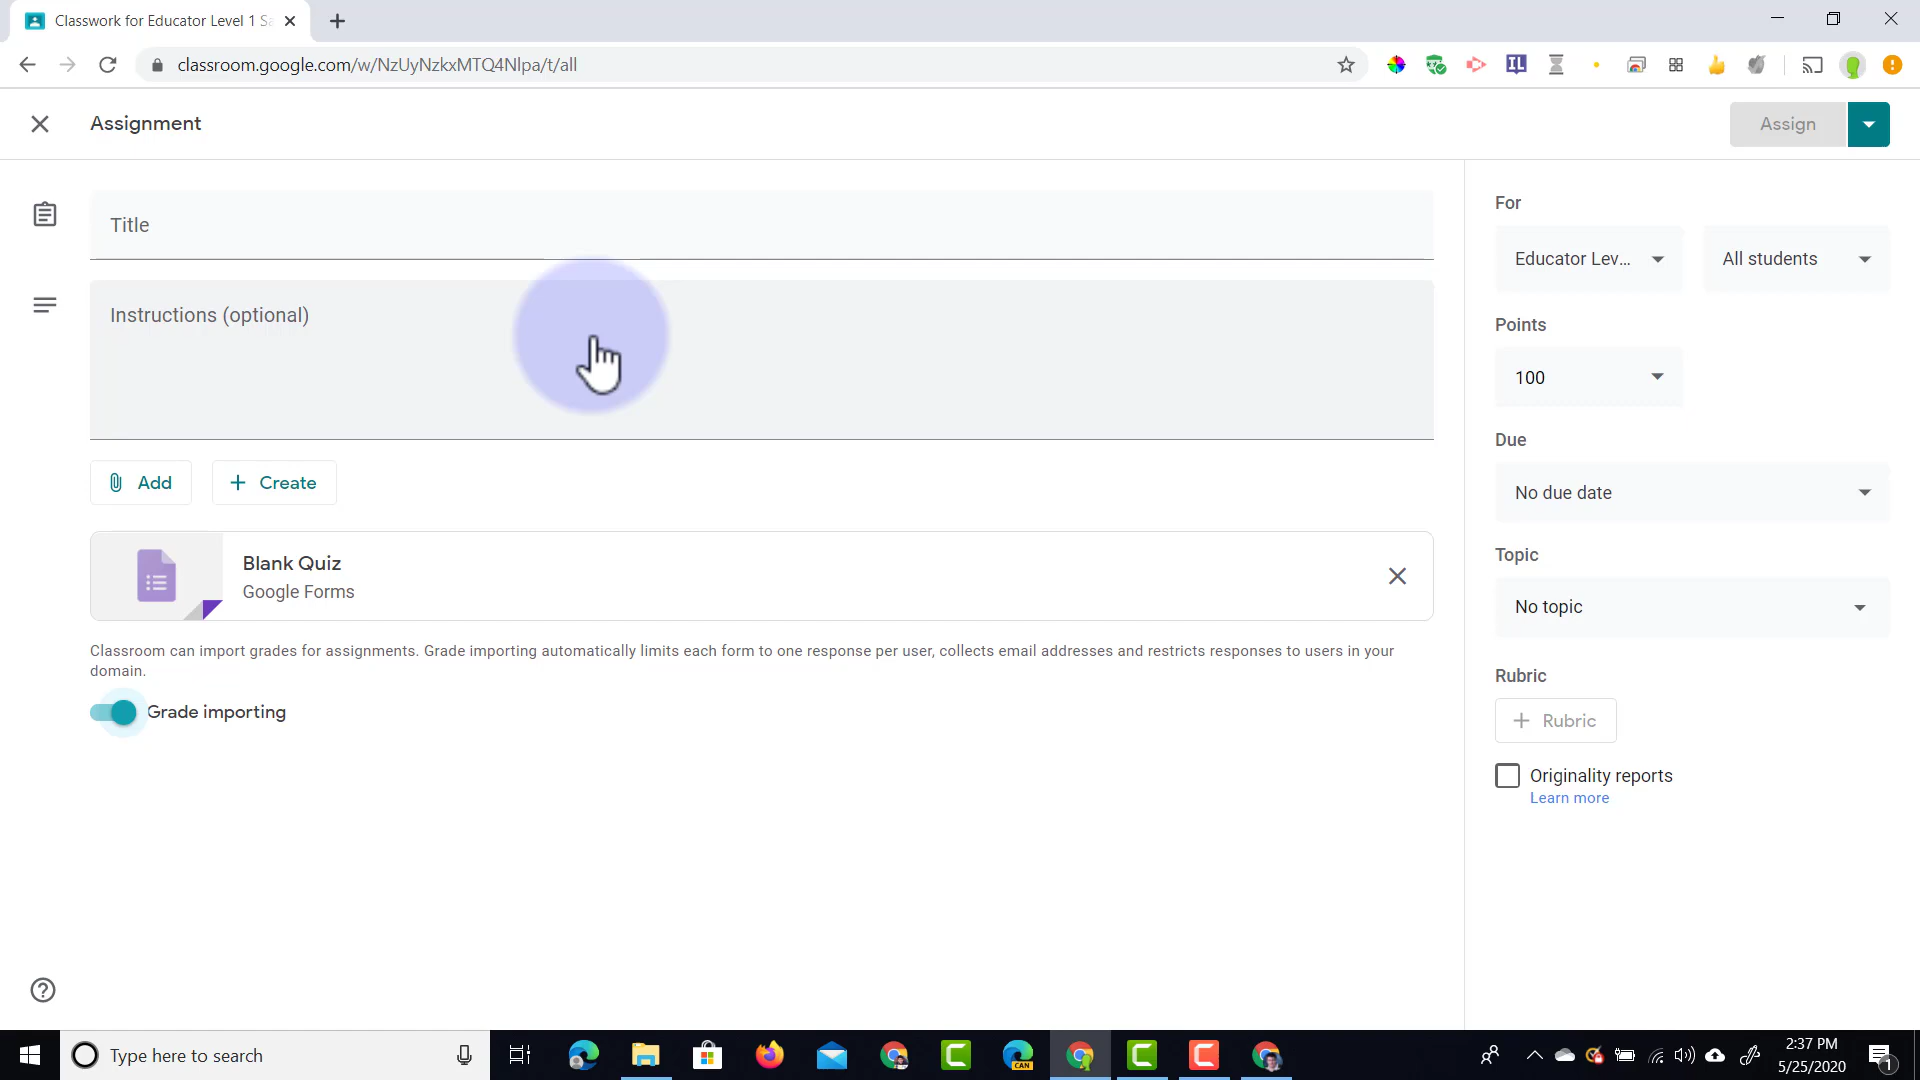 Classwork for Educator Level 1 Sa
classroom.google.com/w/NzUyNzkxMTQ4Nlpa/t/all
IL
Assignment
Assign
Title
Instructions (optional)
Add
Create
Blank Quiz
Google Forms
Classroom can import grades for assignments. Grade importing automatically limits each form to one response per user, collects email addresses and restricts responses to users in your
domain.
Grade importing
For
Educator Lev...
All students
Points
100
Due
No due date
Topic
No topic
Rubric
Rubric
Originality reports
Learn more
Type here to search
CAN
2:37 PM
5/25/2020
1